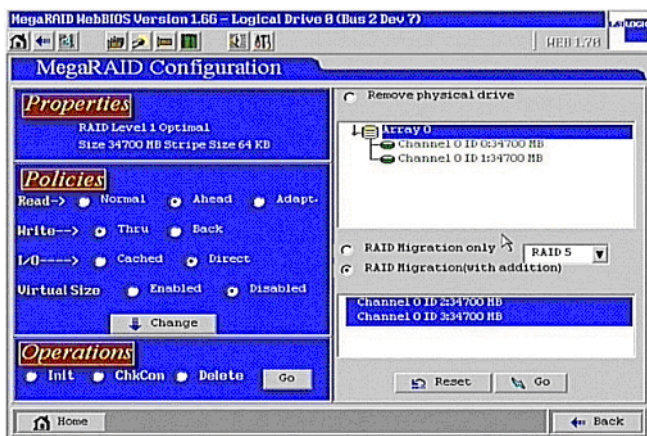 MegaRAID WebBIOS Version 1.66 - Logical Drive 0 (Bus 2 Dev 7)
LSI LOGIC
WEB 1.70
MegaRAID Configuration
Properties
RAID Level 1 Optimal
Size 34700 MB Stripe Size 64 KB
Policies
Read-> Normal Ahead Adapt.
Write--> Thru Back
I/O----> Cached Direct
Virtual Size Enabled Disabled
Change
Operations
Init ChkCon Delete Go
Remove physical drive
Array 0
Channel 0 ID 0:34700 MB
Channel 0 ID 1:34700 MB
RAID Migration only RAID 5
RAID Migration(with addition)
Channel 0 ID 2:34700 MB
Channel 0 ID 3:34700 MB
Reset Go
Home Back